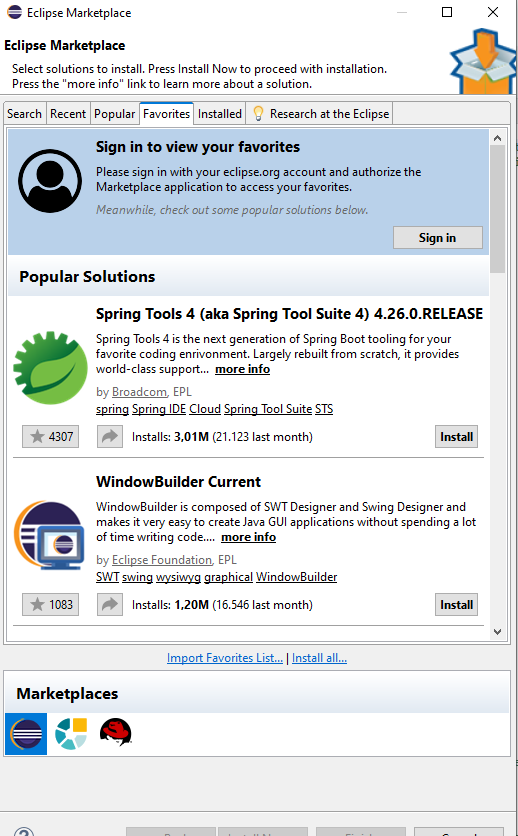 Eclipse Marketplace
Eclipse Marketplace
Select solutions to install. Press Install Now to proceed with installation.
Press the "more info" link to learn more about a solution.
Search Recent Popular Favorites Installed Research at the Eclipse
Sign in to view your favorites
Please sign in with your eclipse.org account and authorize the
Marketplace application to access your favorites.
Meanwhile, check out some popular solutions below.
Sign in
Popular Solutions
Spring Tools 4 (aka Spring Tool Suite 4) 4.26.0.RELEASE
Spring Tools 4 is the next generation of Spring Boot tooling for your
favorite coding enrivonment. Largely rebuilt from scratch, it provides
world-class support... more info
by Broadcom, EPL
spring Spring IDE Cloud Spring Tool Suite STS
4307 Installs: 3,01M (21.123 last month) Install
WindowBuilder Current
WindowBuilder is composed of SWT Designer and Swing Designer and
makes it very easy to create Java GUI applications without spending a lot
of time writing code.... more info
by Eclipse Foundation, EPL
SWT swing wysiwyg graphical WindowBuilder
1083 Installs: 1,20M (16.546 last month) Install
Import Favorites List... | Install all...
Marketplaces